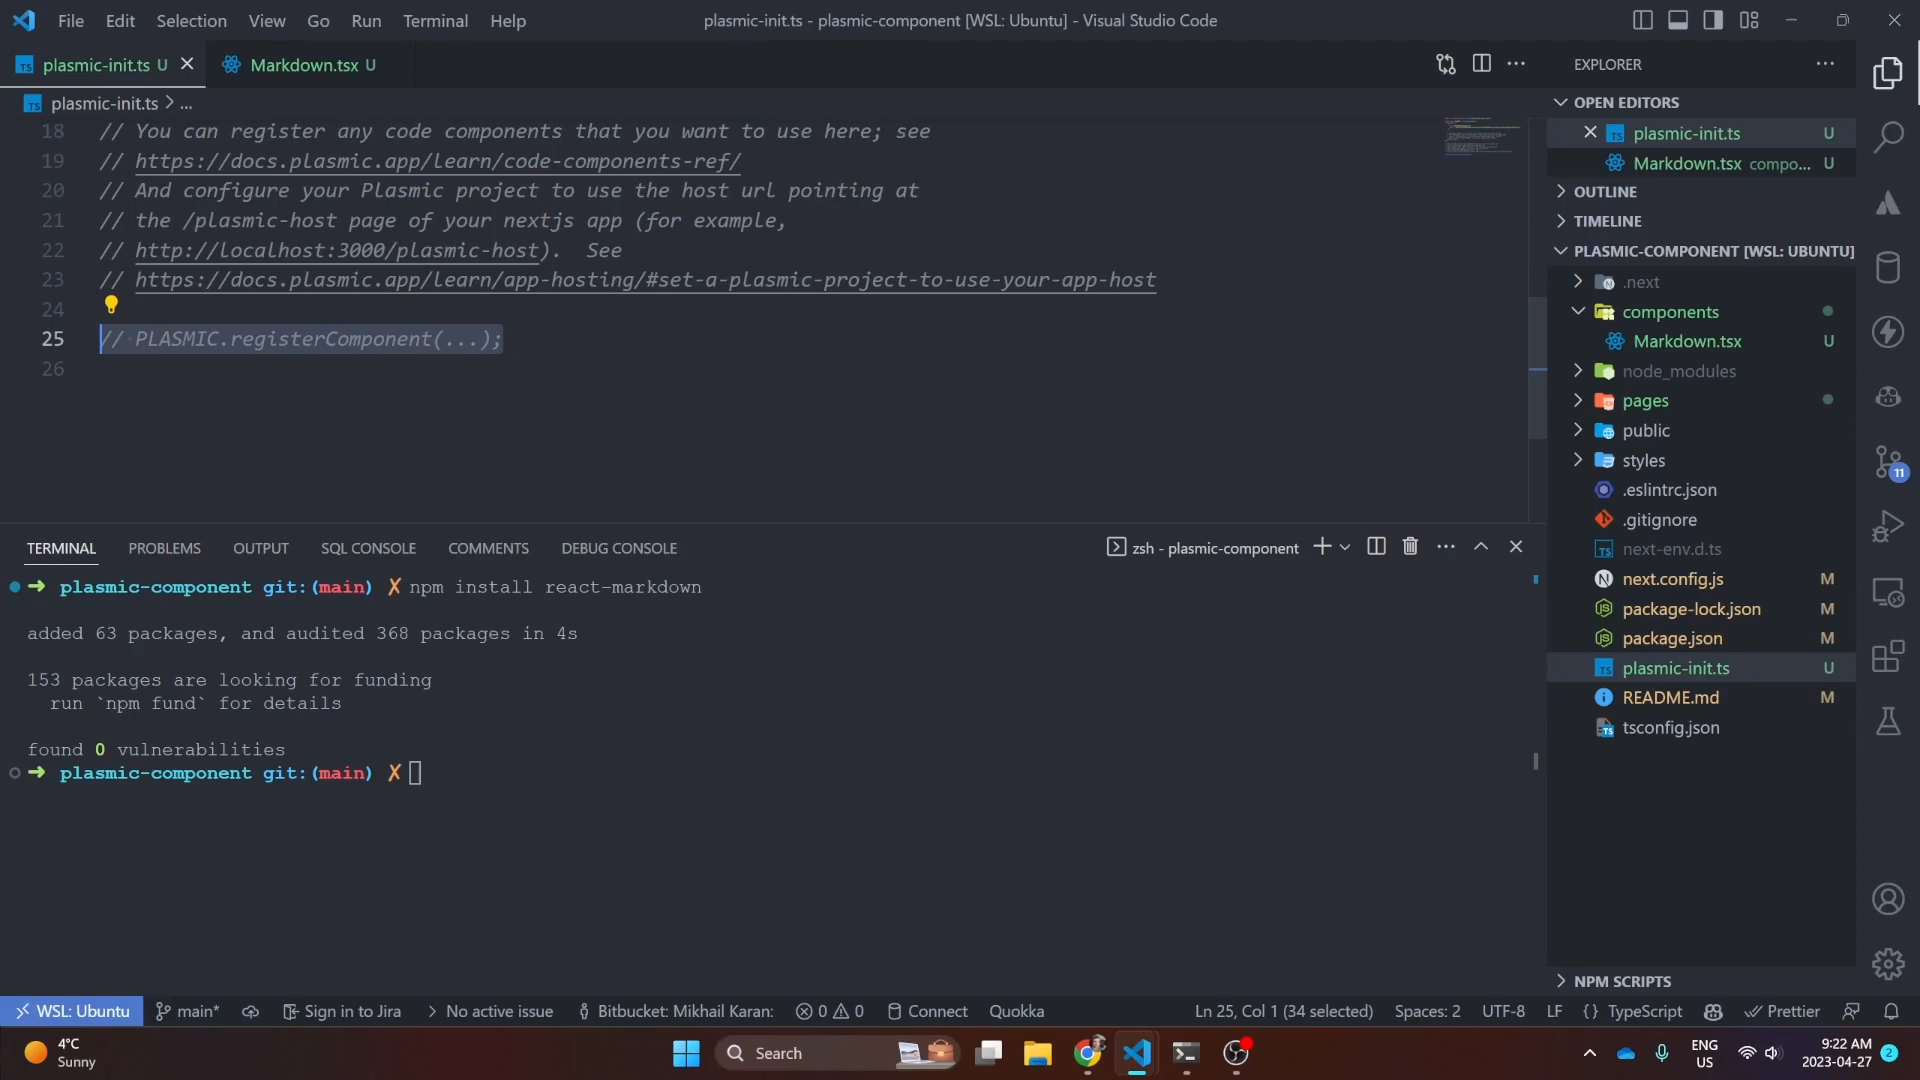 File Edit Selection View Go Run Terminal Help
plasmic-init.ts - plasmic-component [WSL: Ubuntu] - Visual Studio Code
TS plasmic-init.ts U
Markdown.tsx U
TS plasmic-init.ts > ...
18 // You can register any code components that you want to use here; see
19 // https://docs.plasmic.app/learn/code-components-ref/
20 // And configure your Plasmic project to use the host url pointing at
21 // the /plasmic-host page of your nextjs app (for example,
22 // http://localhost:3000/plasmic-host).  See
23 // https://docs.plasmic.app/learn/app-hosting/#set-a-plasmic-project-to-use-your-app-host
24
25 // PLASMIC.registerComponent(...);
26
TERMINAL PROBLEMS OUTPUT SQL CONSOLE COMMENTS DEBUG CONSOLE
zsh - plasmic-component
➜ plasmic-component git:(main) ✗ npm install react-markdown
added 63 packages, and audited 368 packages in 4s
153 packages are looking for funding
run `npm fund` for details
found 0 vulnerabilities
➜ plasmic-component git:(main) ✗
EXPLORER
OPEN EDITORS
TS plasmic-init.ts U
Markdown.tsx compo... U
OUTLINE
TIMELINE
PLASMIC-COMPONENT [WSL: UBUNTU]
.next
components
Markdown.tsx U
node_modules
pages
public
styles
.eslintrc.json
.gitignore
TS next-env.d.ts
N next.config.js M
package-lock.json M
package.json M
TS plasmic-init.ts U
README.md M
TS tsconfig.json
NPM SCRIPTS
11
WSL: Ubuntu main* Sign in to Jira No active issue Bitbucket: Mikhail Karan: 0 0 Connect Quokka Ln 25, Col 1 (34 selected) Spaces: 2 UTF-8 LF {} TypeScript Prettier
4°C
Sunny
Search
ENG
US
9:22 AM
2023-04-27
2